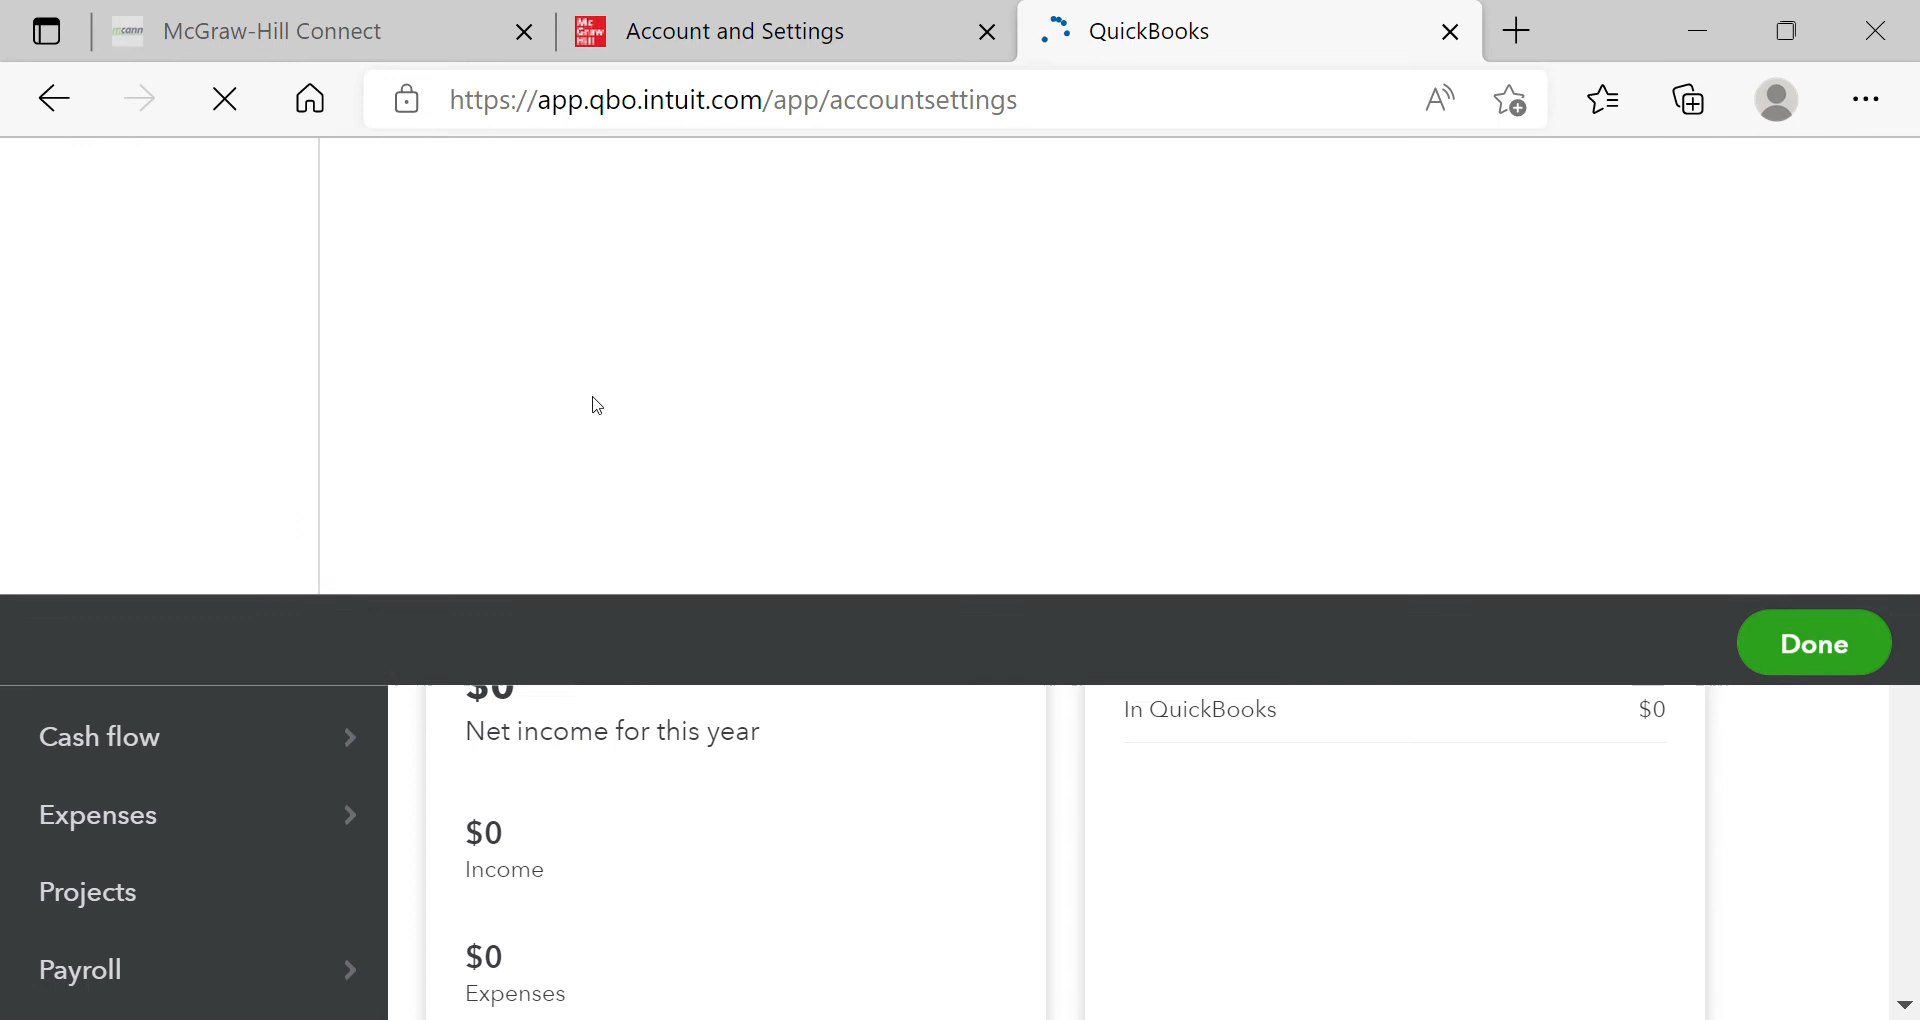 McGraw-Hill Connect
Account and Settings
QuickBooks
https://app.qbo.intuit.com/app/accountsettings
Done
$0
Net income for this year
In QuickBooks $0
Cash flow
Expenses
Projects
Payroll
$0
Income
$0
Expenses